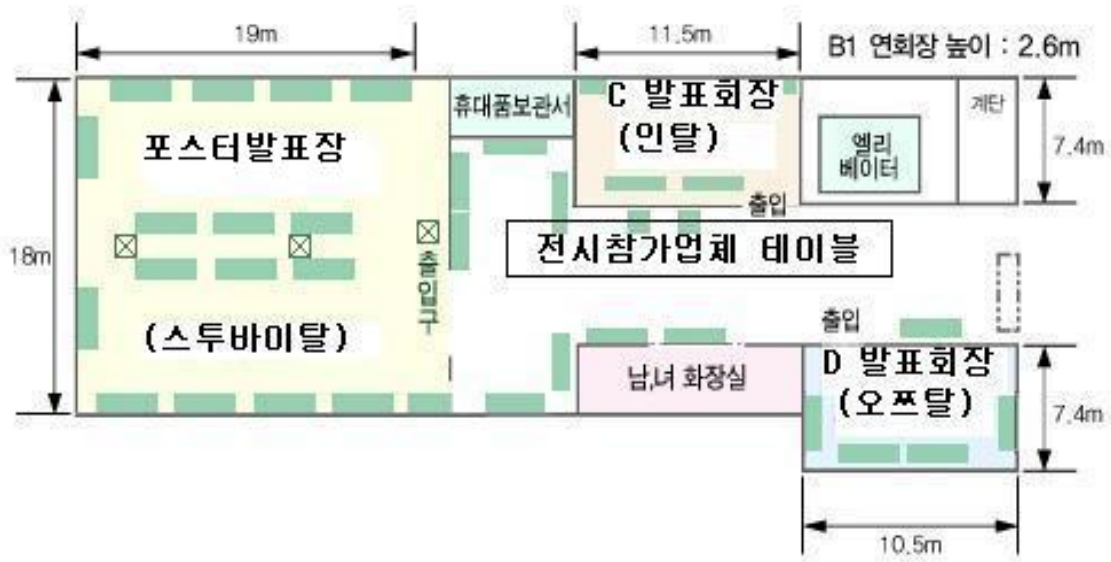 19m
11.5m
B1 연회장 높이 : 2.6m
휴대품보관서
C 발표회장
(인탈)
계단
엘리
베이터
7.4m
포스터발표장
출입
18m
전시참가업체 테이블
출입구
(스투바이탈)
출입
남,녀 화장실
D 발표회장
(오쯔탈)
7.4m
10.5m